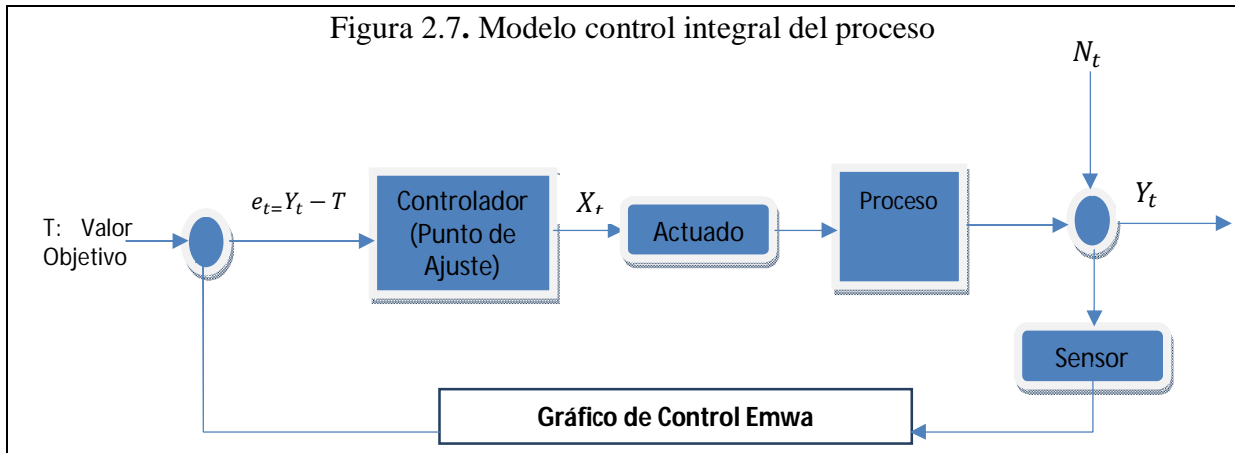 Figura 2.7. Modelo control integral del proceso
N_t
T: Valor
Objetivo
e_{t=}Y_t − T
Controlador
(Punto de
Ajuste)
X_t
Actuado
Proceso
Y_t
Sensor
Gráfico de Control Emwa